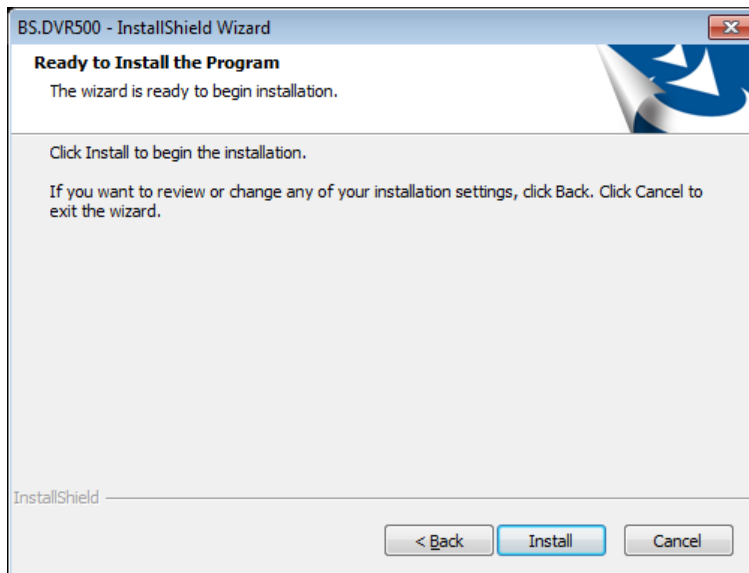 BS.DVR500 - InstallShield Wizard
Ready to Install the Program
The wizard is ready to begin installation.
Click Install to begin the installation.
If you want to review or change any of your installation settings, click Back. Click Cancel to
exit the wizard.
InstallShield
< Back
Install
Cancel